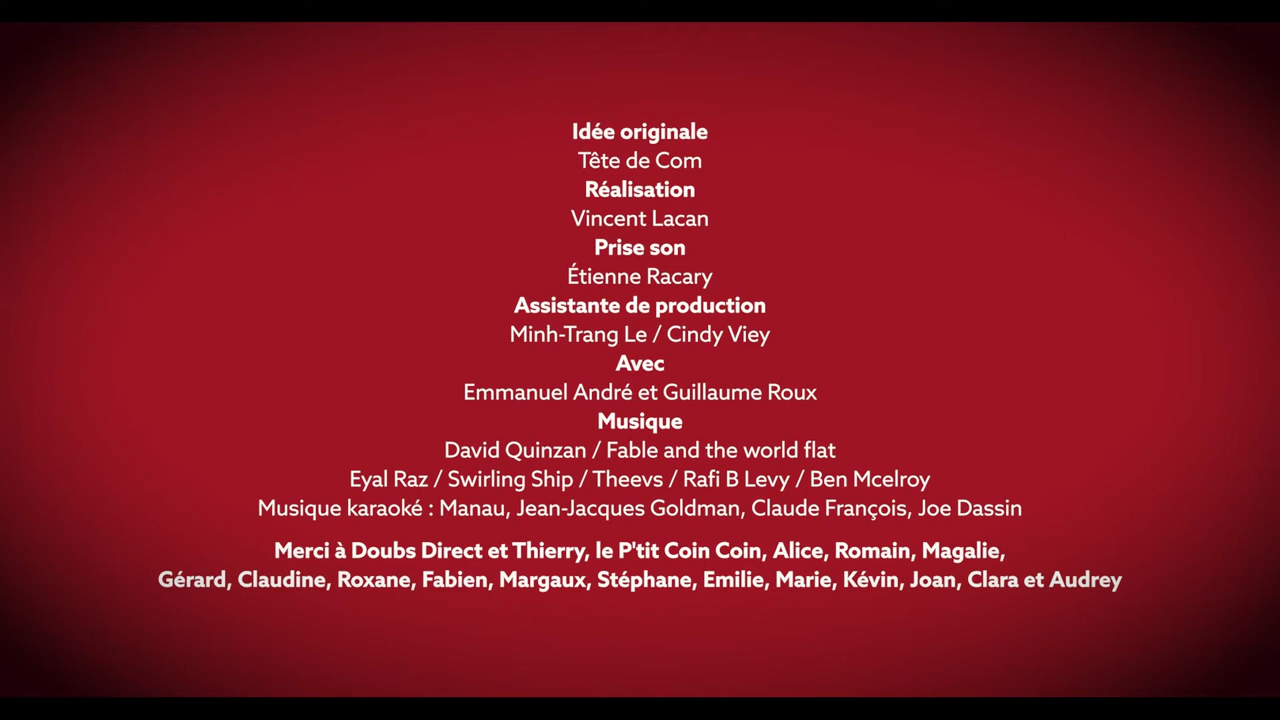 Idée originale
Tête de Com
Réalisation
Vincent Lacan
Prise son
Étienne Racary
Assistante de production
Minh-Trang Le / Cindy Viey
Avec
Emmanuel André et Guillaume Roux
Musique
David Quinzan / Fable and the world flat
Eyal Raz / Swirling Ship / Theevs / Rafi B Levy / Ben Mcelroy
Musique karaoké : Manau, Jean-Jacques Goldman, Claude François, Joe Dassin
Merci à Doubs Direct et Thierry, le P'tit Coin Coin, Alice, Romain, Magalie,
Gérard, Claudine, Roxane, Fabien, Margaux, Stéphane, Emilie, Marie, Kévin, Joan, Clara et Audrey